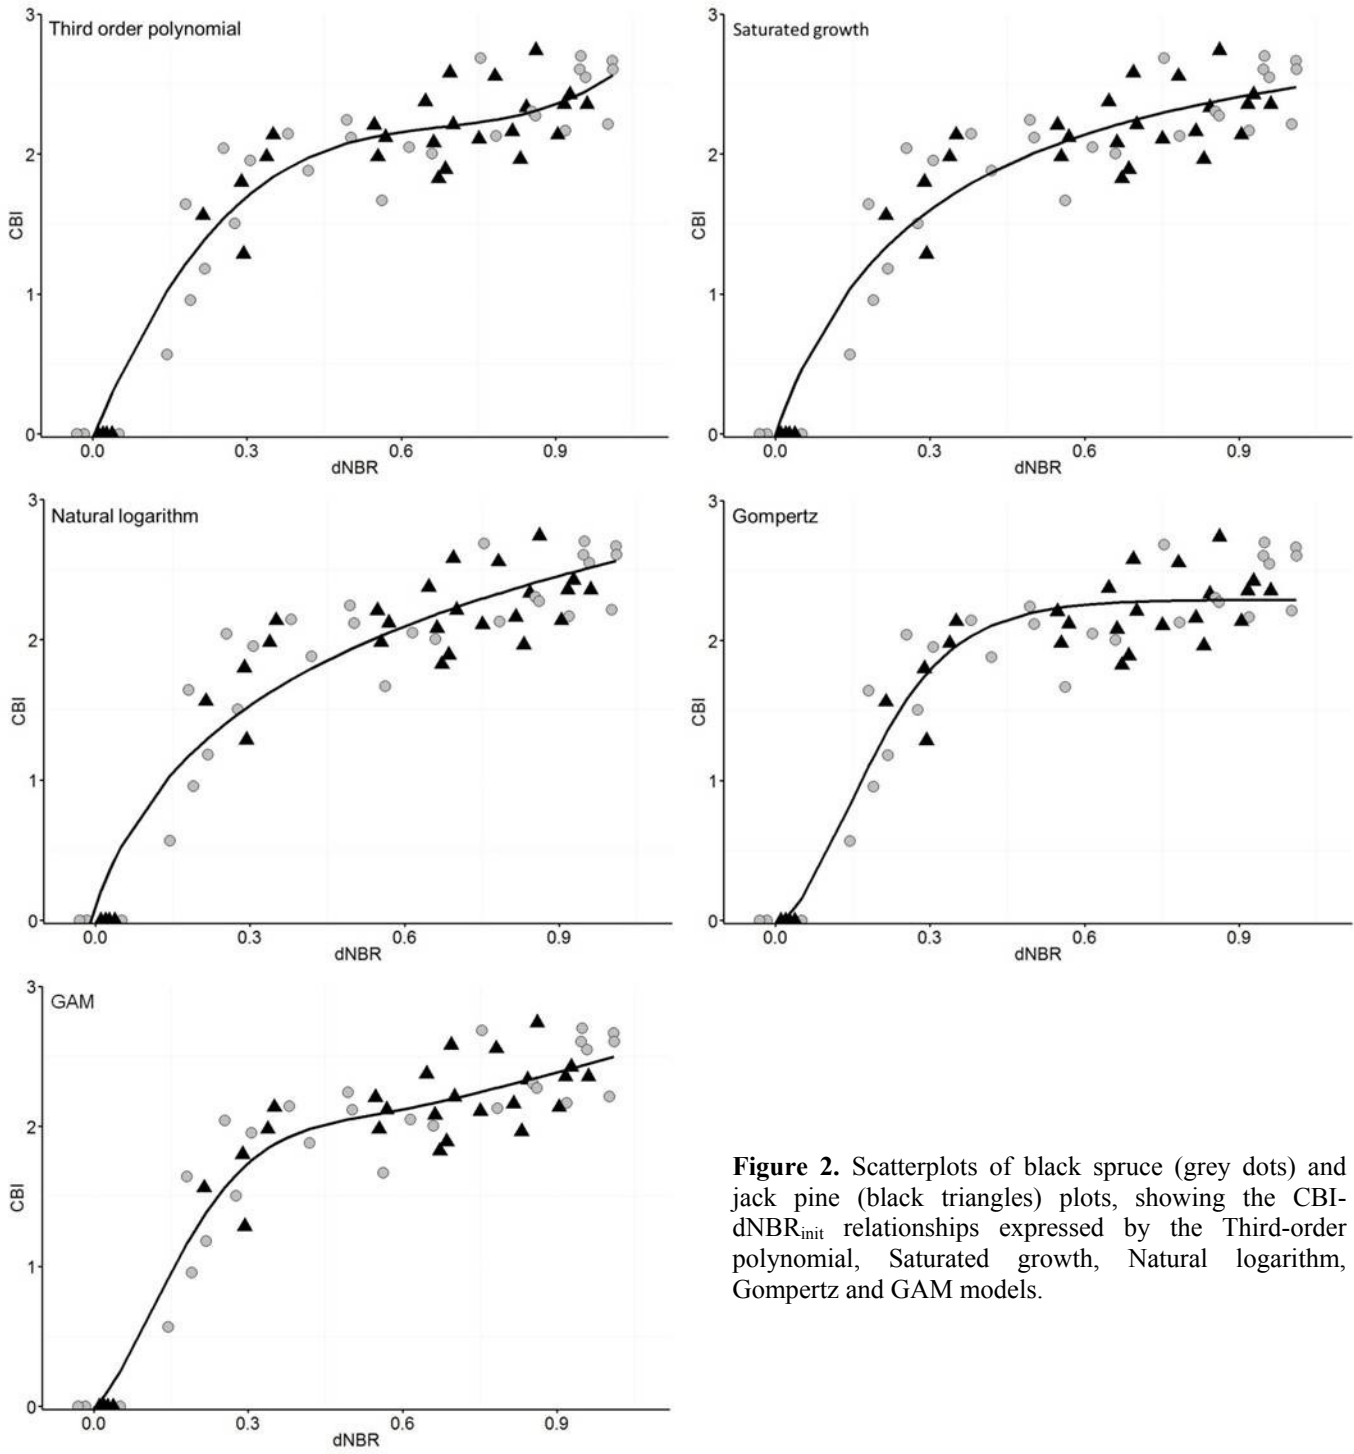 Third order polynomial
3
2
1
0
CBI
0.0 0.3 0.6 0.9
dNBR
Saturated growth
3
2
1
0
CBI
0.0 0.3 0.6 0.9
dNBR
Natural logarithm
3
2
1
0
CBI
0.0 0.3 0.6 0.9
dNBR
Gompertz
3
2
1
0
CBI
0.0 0.3 0.6 0.9
dNBR
GAM
3
2
1
0
CBI
0.0 0.3 0.6 0.9
dNBR
Figure 2. Scatterplots of black spruce (grey dots) and
jack pine (black triangles) plots, showing the CBI-
dNBRinit relationships expressed by the Third-order
polynomial, Saturated growth, Natural logarithm,
Gompertz and GAM models.